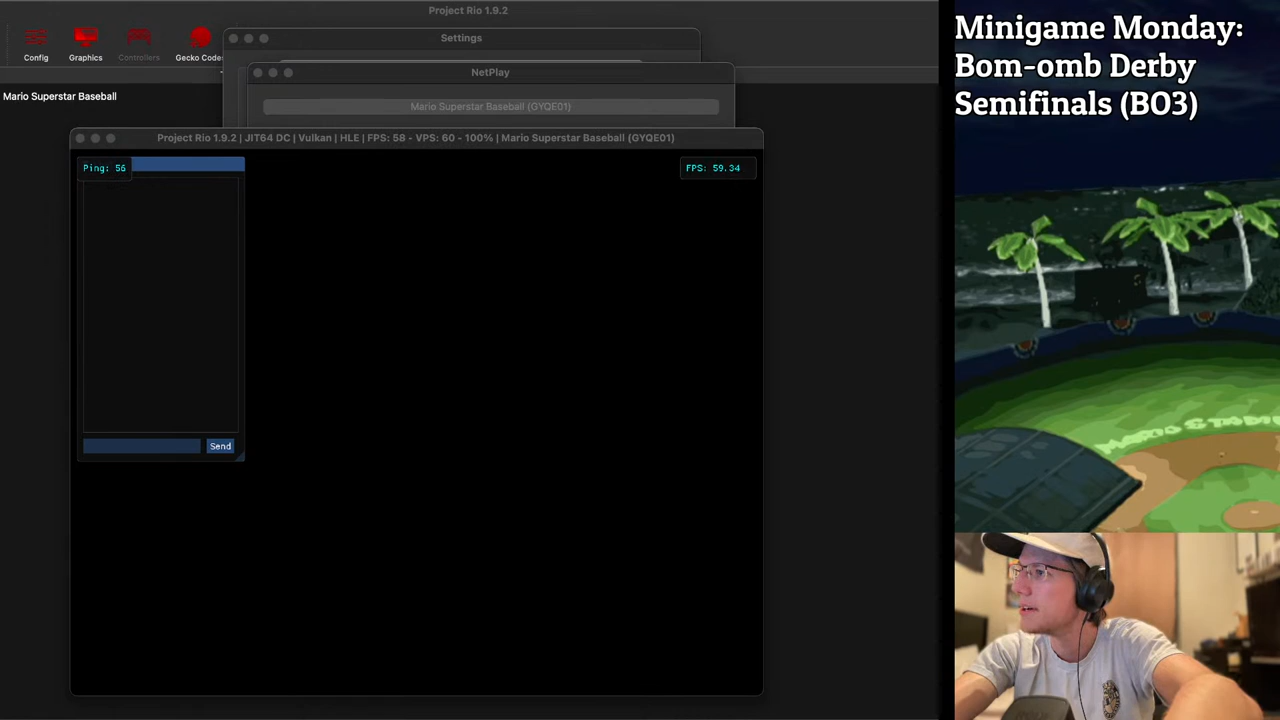 Project Rio 1.9.2
Config
Graphics
Controllers
Gecko Codes
Settings
NetPlay
Mario Superstar Baseball
Mario Superstar Baseball (GYQE01)
Project Rio 1.9.2 | JIT64 DC | Vulkan | HLE | FPS: 58 - VPS: 60 - 100% | Mario Superstar Baseball (GYQE01)
Ping: 56
FPS: 59.34
Send
Minigame Monday:
Bom-omb Derby
Semifinals (BO3)
MARIO STADIU